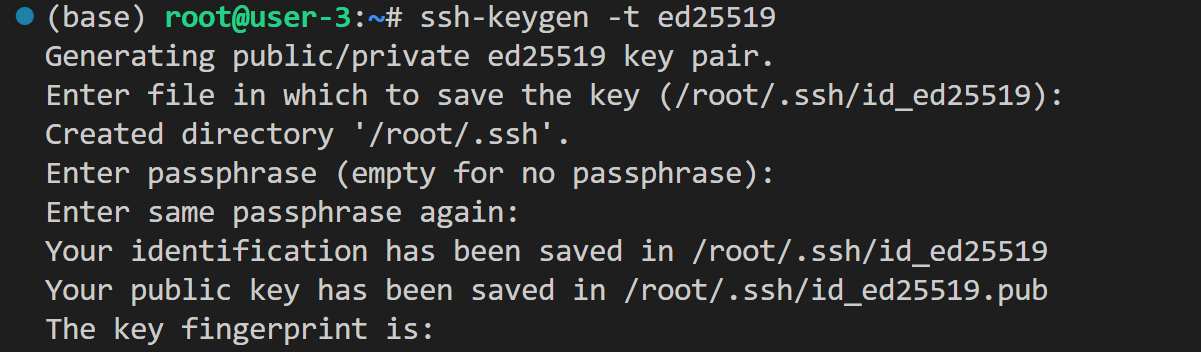 (base) root@user-3:~# ssh-keygen -t ed25519
Generating public/private ed25519 key pair.
Enter file in which to save the key (/root/.ssh/id_ed25519):
Created directory '/root/.ssh'.
Enter passphrase (empty for no passphrase):
Enter same passphrase again:
Your identification has been saved in /root/.ssh/id_ed25519
Your public key has been saved in /root/.ssh/id_ed25519.pub
The key fingerprint is: